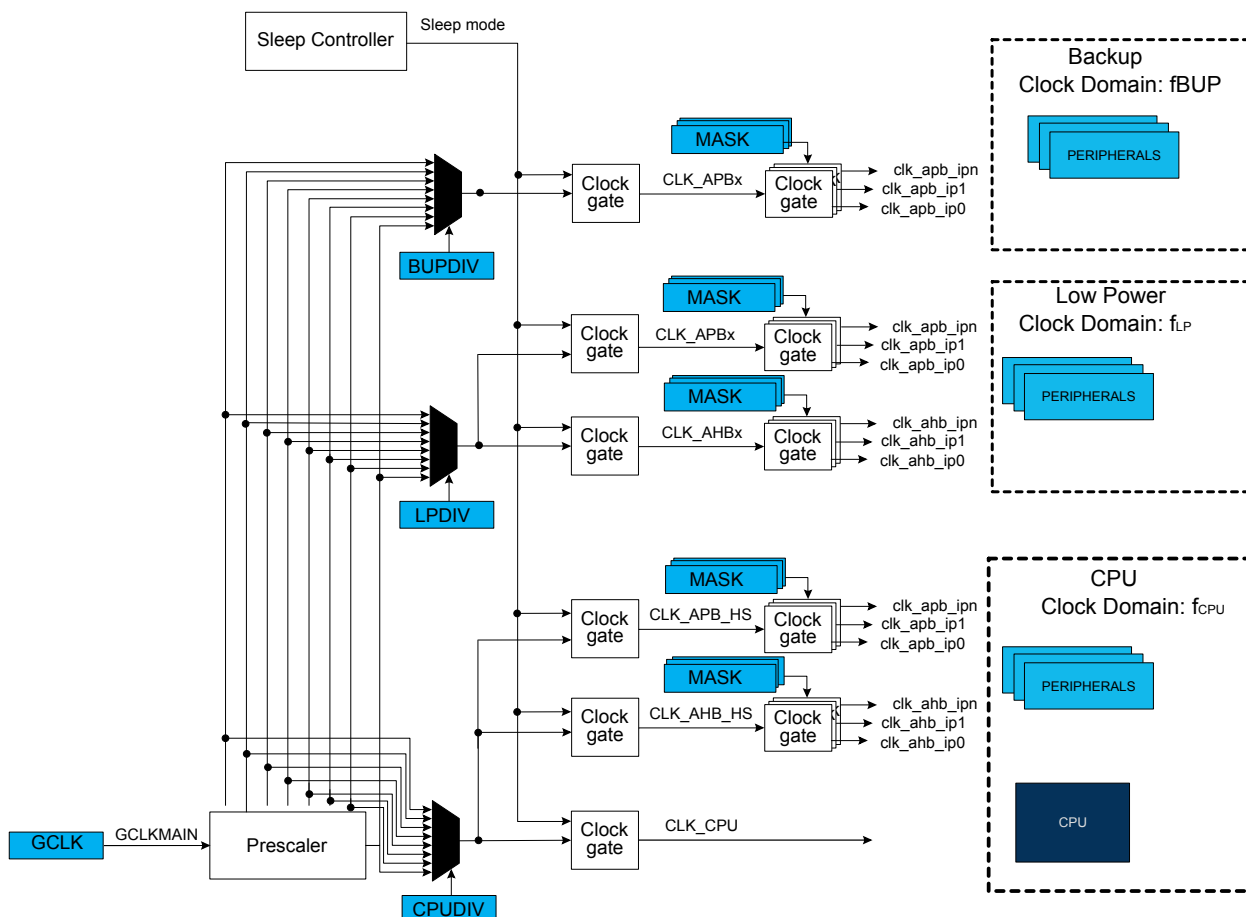 Sleep mode
Sleep Controller
Backup
Clock Domain: fBUP
PERIPHERALS
MASK
Clock
gate
CLK_APBx
Clock
gate
clk_apb_ipn
clk_apb_ip1
clk_apb_ip0
BUPDIV
Low Power
Clock Domain: fLP
PERIPHERALS
MASK
Clock
gate
CLK_APBx
Clock
gate
clk_apb_ipn
clk_apb_ip1
clk_apb_ip0
MASK
Clock
gate
CLK_AHBx
Clock
gate
clk_ahb_ipn
clk_ahb_ip1
clk_ahb_ip0
LPDIV
CPU
Clock Domain: fCPU
PERIPHERALS
CPU
MASK
Clock
gate
CLK_APB_HS
Clock
gate
clk_apb_ipn
clk_apb_ip1
clk_apb_ip0
MASK
Clock
gate
CLK_AHB_HS
Clock
gate
clk_ahb_ipn
clk_ahb_ip1
clk_ahb_ip0
GCLK
GCLKMAIN
Prescaler
Clock
gate
CLK_CPU
CPUDIV